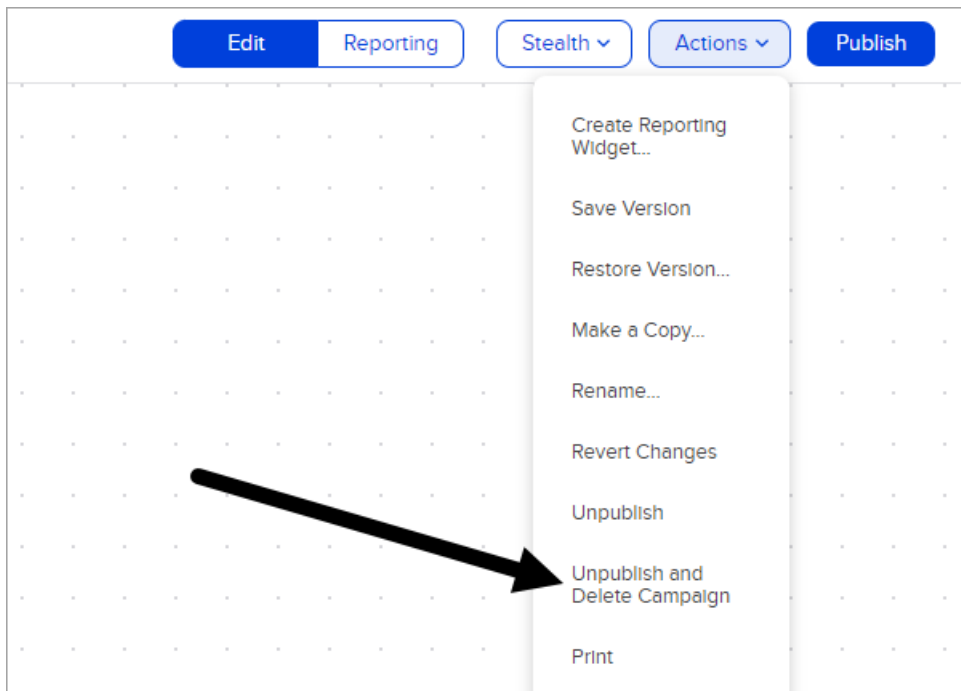 Edit Reporting Stealth Actions Publish
Create Reporting
Widget...
Save Version
Restore Version...
Make a Copy...
Rename...
Revert Changes
Unpublish
Unpublish and
Delete Campaign
Print